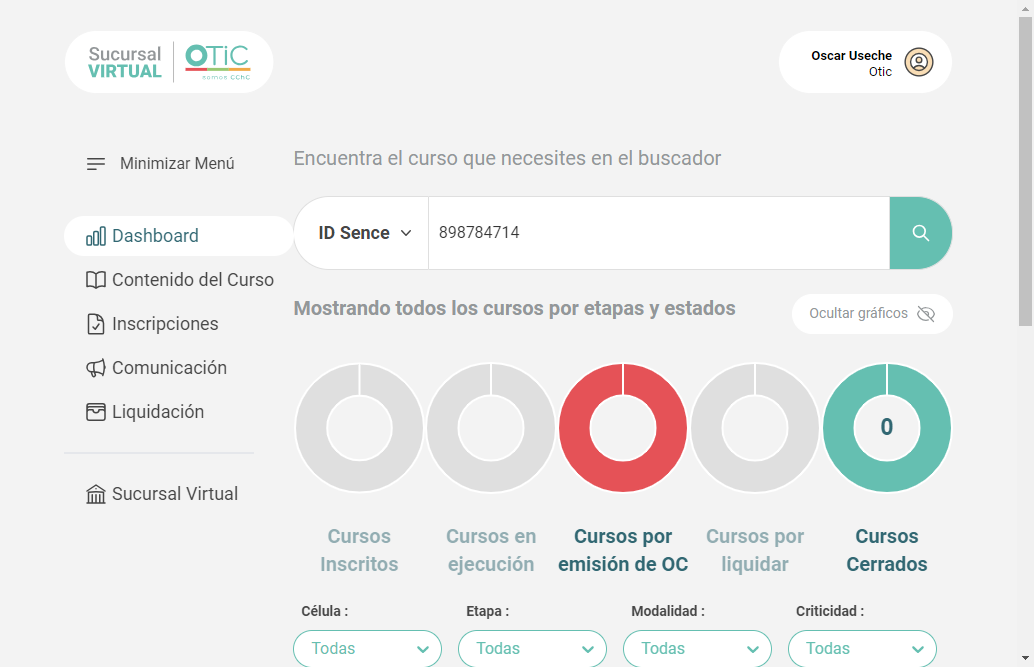 Sucursal
VIRTUAL
OTIC
somos CChC
Oscar Useche
Otic
Minimizar Menú
Encuentra el curso que necesites en el buscador
Dashboard
ID Sence
898784714
Contenido del Curso
Mostrando todos los cursos por etapas y estados
Ocultar gráficos
Inscripciones
Comunicación
Liquidación
0
Sucursal Virtual
Cursos
Inscritos
Cursos en
ejecución
Cursos por
emisión de OC
Cursos por
liquidar
Cursos
Cerrados
Célula :
Etapa :
Modalidad :
Criticidad :
Todas
Todas
Todas
Todas